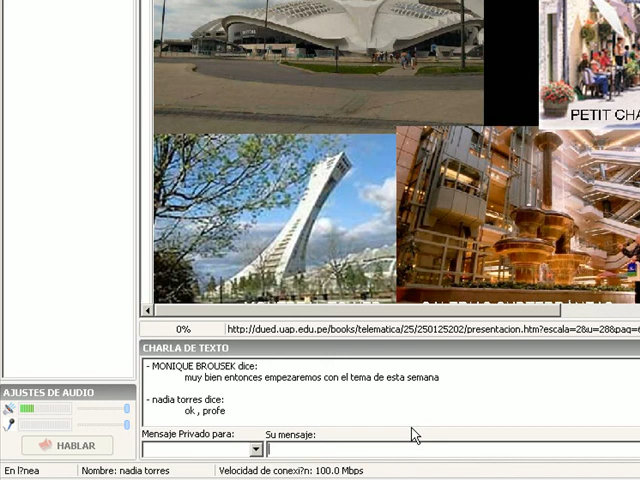 PETIT CHA
0%
http://dued.uap.edu.pe/books/telematica/25/250125202/presentacion.htm?escala=2&u=28&pag=6
CHARLA DE TEXTO
- MONIQUE BROUSEK dice:
muy bien entonces empezaremos con el tema de esta semana
- nadia torres dice:
ok , profe
AJUSTES DE AUDIO
HABLAR
Mensaje Privado para:
Su mensaje:
En l?nea
Nombre: nadia torres
Velocidad de conexi?n: 100.0 Mbps